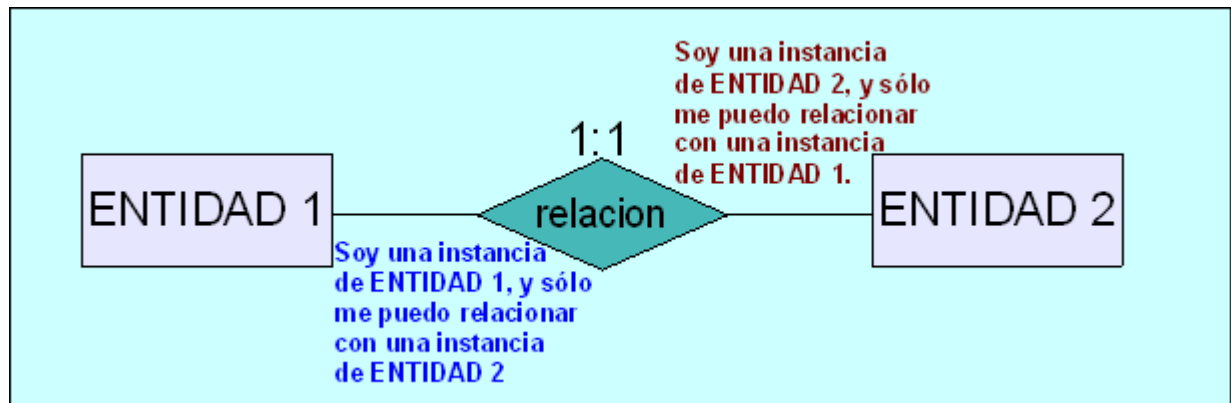 Soy una instancia
de ENTIDAD 2, y sólo
me puedo relacionar
con una instancia
de ENTIDAD 1.
1:1
ENTIDAD 1
relacion
ENTIDAD 2
Soy una instancia
de ENTIDAD 1, y sólo
me puedo relacionar
con una instancia
de ENTIDAD 2